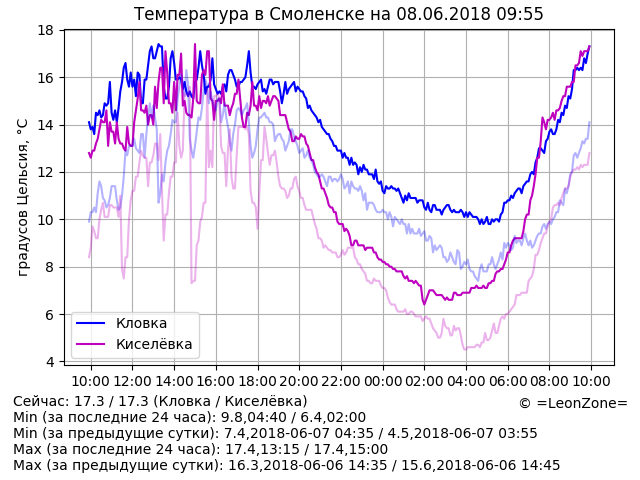 Температура в Смоленске на 08.06.2018 09:55
градусов Цельсия, °C
18
16
14
12
10
8
6
4
Кловка
Киселёвка
10:00 12:00 14:00 16:00 18:00 20:00 22:00 00:00 02:00 04:00 06:00 08:00 10:00
Сейчас: 17.3 / 17.3 (Кловка / Киселёвка)
© =LeonZone=
Min (за последние 24 часа): 9.8,04:40 / 6.4,02:00
Min (за предыдущие сутки): 7.4,2018-06-07 04:35 / 4.5,2018-06-07 03:55
Max (за последние 24 часа): 17.4,13:15 / 17.4,15:00
Max (за предыдущие сутки): 16.3,2018-06-06 14:35 / 15.6,2018-06-06 14:45